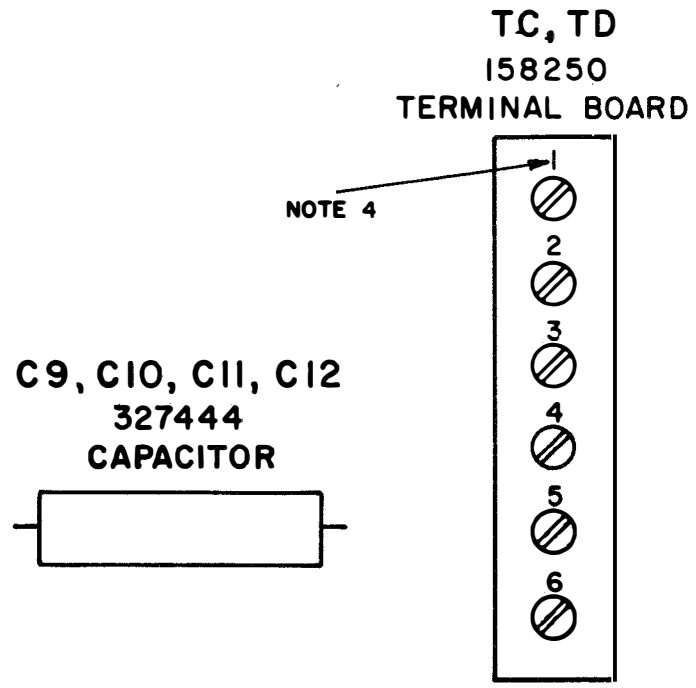 TC, TD
158250
TERMINAL BOARD
1
NOTE 4
2
3
C9, C10, C11, C12
327444
4
CAPACITOR
5
6